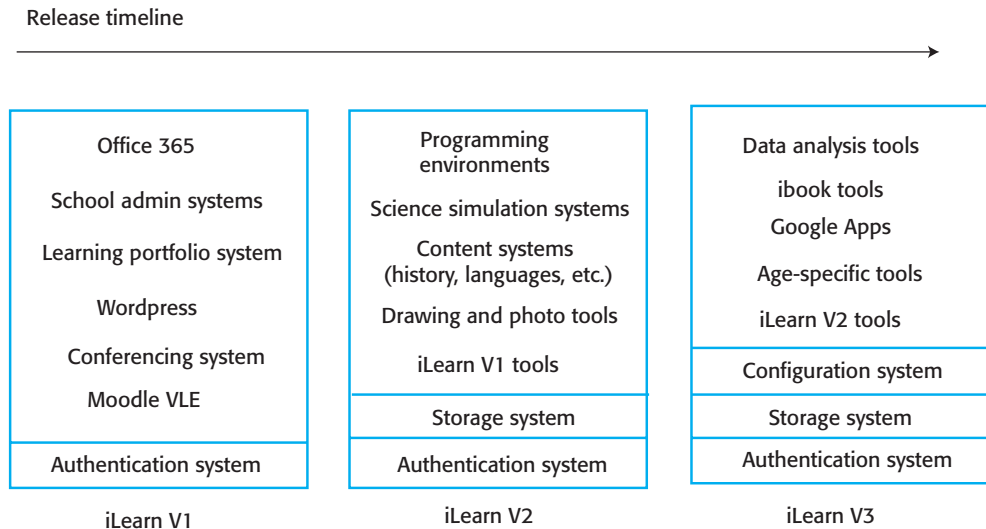 Release timeline
Office 365
School admin systems
Learning portfolio system
Wordpress
Conferencing system
Moodle VLE
Authentication system
iLearn V1
Programming
environments
Science simulation systems
Content systems
(history, languages, etc.)
Drawing and photo tools
iLearn V1 tools
Storage system
Authentication system
iLearn V2
Data analysis tools
ibook tools
Google Apps
Age-specific tools
iLearn V2 tools
Configuration system
Storage system
Authentication system
iLearn V3